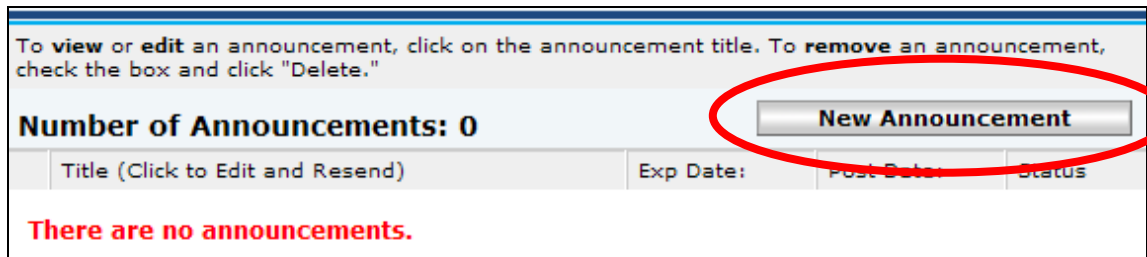 To view or edit an announcement, click on the announcement title. To remove an announcement,
check the box and click "Delete."
Number of Announcements: 0 New Announcement
Title (Click to Edit and Resend) Exp Date: Post Date: Status
There are no announcements.